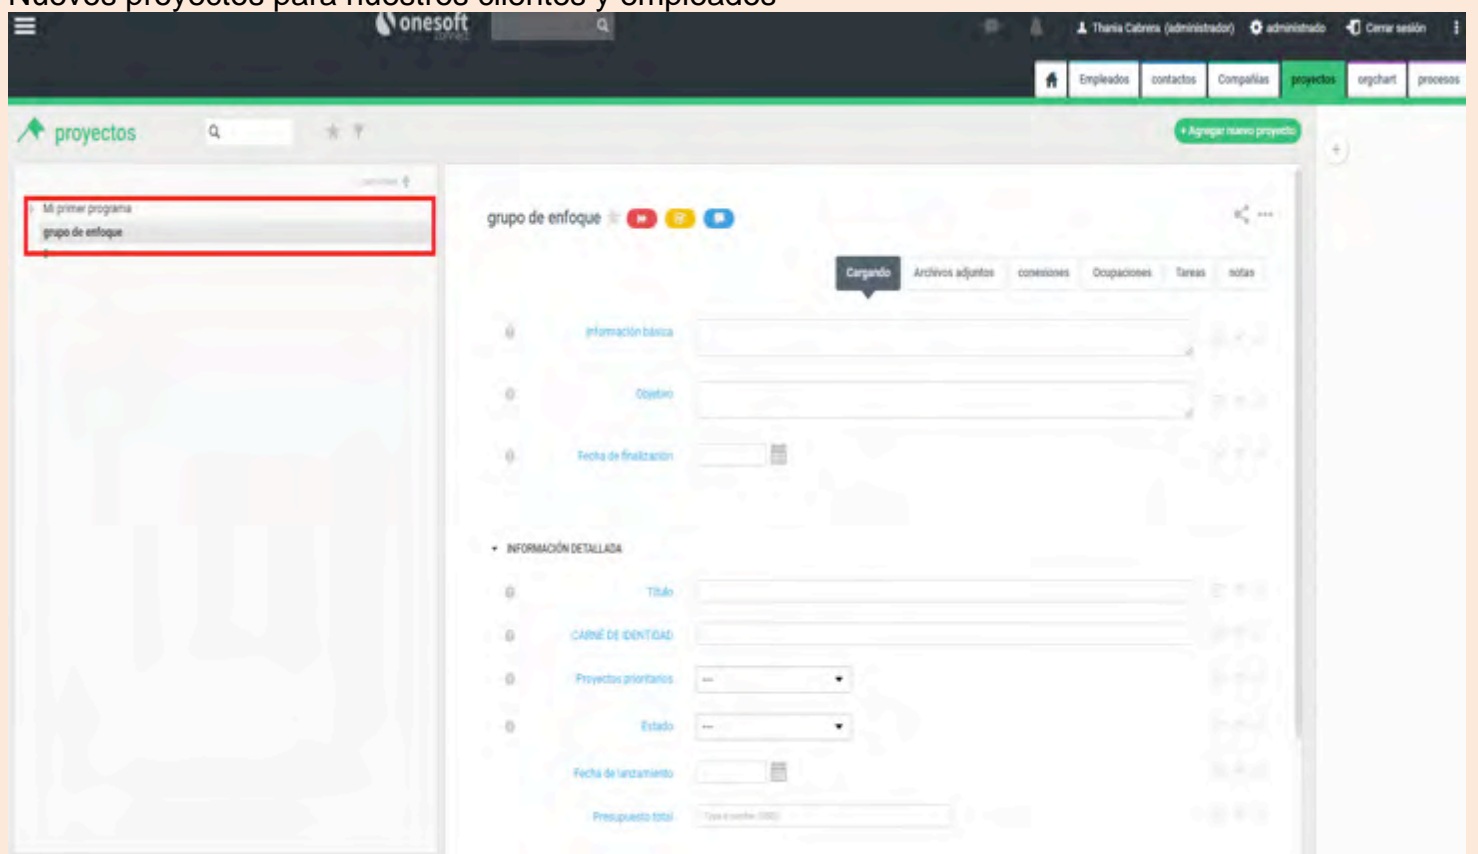 Nuevos proyectos para nuestros clientes y empleados
onesoft
connect
Thania Cabrera (administrador) administrado Cerrar sesión
Empleados contactos Compañías proyectos orgchart procesos
proyectos
+ Agregar nuevo proyecto
Mi primer programa
grupo de enfoque
grupo de enfoque
Cargando Archivos adjuntos conexiones Ocupaciones Tareas notas
Información básica
Objetivo
Fecha de finalización
INFORMACIÓN DETALLADA
Título
CARNÉ DE IDENTIDAD
Proyectos prioritarios ---
Estado ---
Fecha de lanzamiento
Presupuesto total